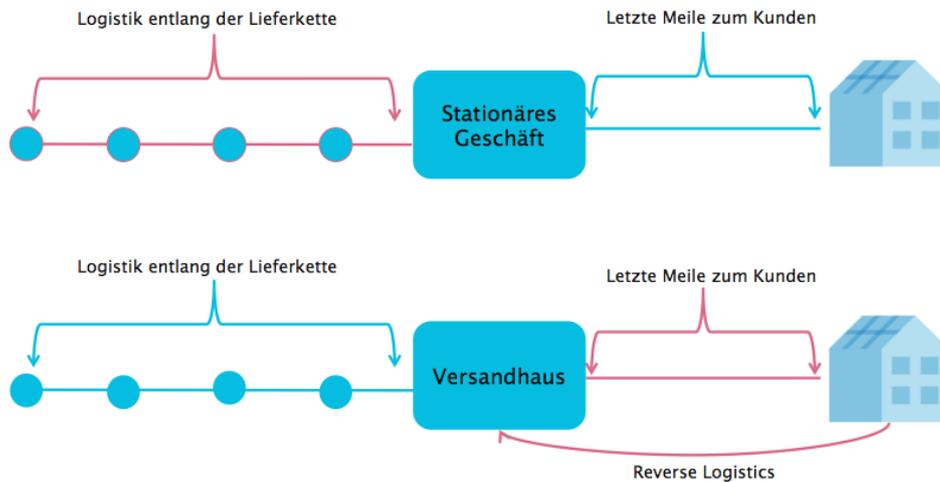 Logistik entlang der Lieferkette
Letzte Meile zum Kunden
Stationäres
Geschäft
Logistik entlang der Lieferkette
Letzte Meile zum Kunden
Versandhaus
Reverse Logistics